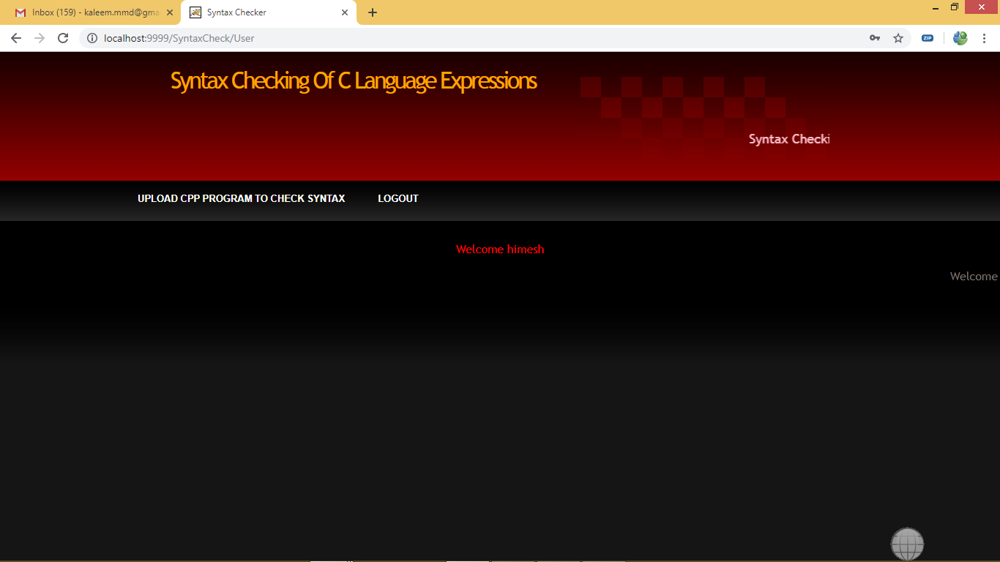 Inbox (159) - kaleem.mmd@gma
Syntax Checker
localhost:9999/SyntaxCheck/User
ZIP
Syntax Checking Of C Language Expressions
Syntax Checki
UPLOAD CPP PROGRAM TO CHECK SYNTAX LOGOUT
Welcome himesh
Welcome